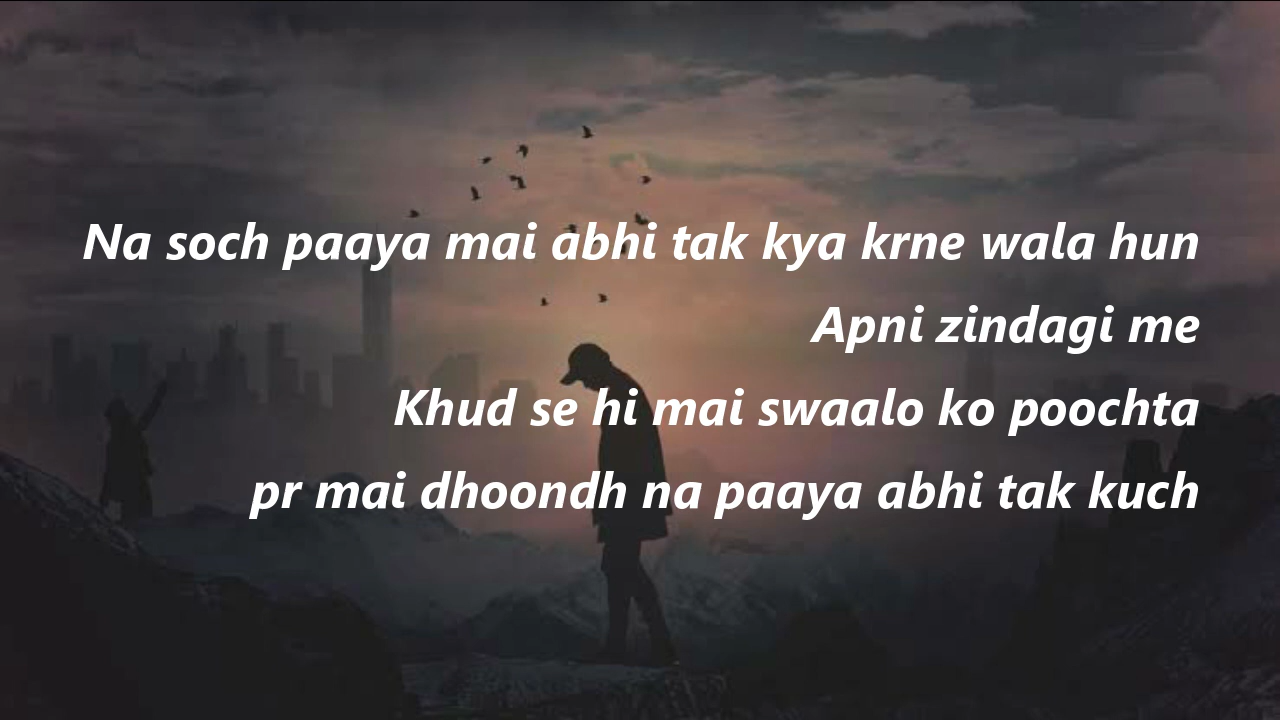 Na soch paaya mai abhi tak kya krne wala hun
Apni zindagi me
Khud se hi mai swaalo ko poochta
pr mai dhoondh na paaya abhi tak kuch